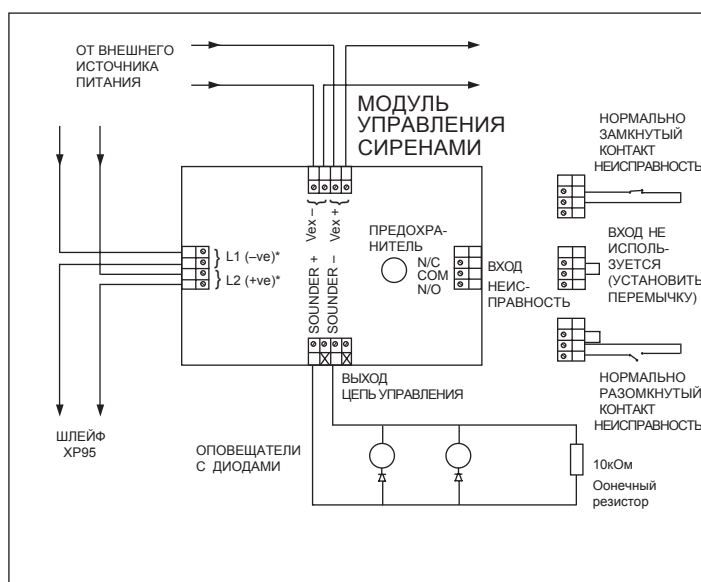 ОТ ВНЕШНЕГО
ИСТОЧНИКА
ПИТАНИЯ
МОДУЛЬ
УПРАВЛЕНИЯ
СИРЕНАМИ
НОРМАЛЬНО
ЗАМКНУТЫЙ
КОНТАКТ
НЕИСПРАВНОСТЬ
Vex –
Vex +
L1 (–ve)*
L2 (+ve)*
SOUNDER +
SOUNDER –
ПРЕДОХРА-
НИТЕЛЬ
N/C
COM
N/O
ВХОД
НЕИС-
ПРАВНОСТЬ
ВХОД НЕ
ИСПОЛЬ-
ЗУЕТСЯ
(УСТАНОВИТЬ
ПЕРЕМЫЧКУ)
ВЫХОД
ЦЕПЬ УПРАВЛЕНИЯ
НОРМАЛЬНО
РАЗОМКНУТЫЙ
КОНТАКТ
НЕИСПРАВНОСТЬ
ШЛЕЙФ
XP95
ОПОВЕЩАТЕЛИ
С ДИОДАМИ
10кОм
Оонечный
резистор